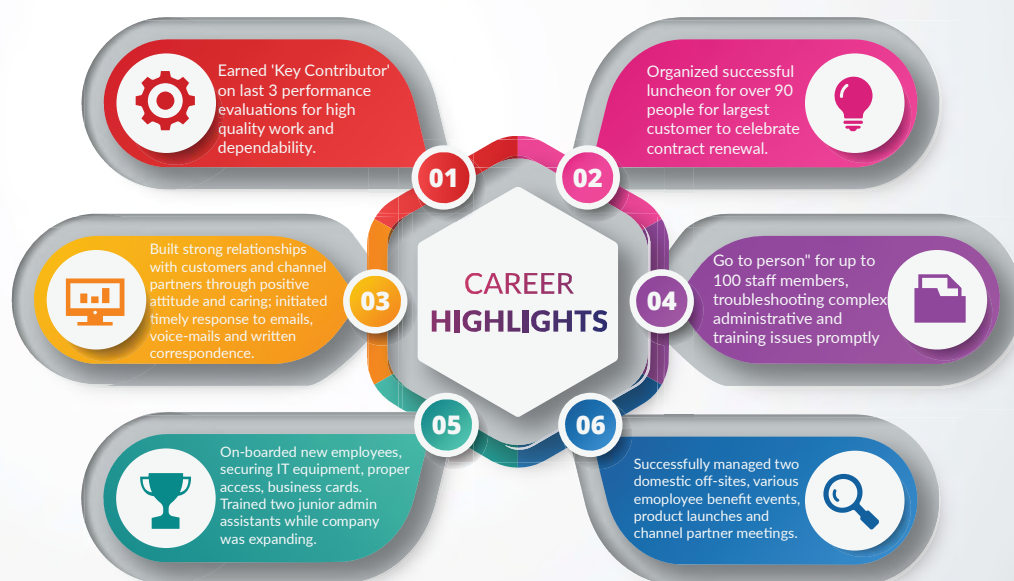 Earned 'Key Contributor'
on last 3 performance
evaluations for high
quality work and
dependability.
01
Organized successful
luncheon for over 90
people for largest
customer to celebrate
contract renewal.
02
Built strong relationships
with customers and channel
partners through positive
attitude and caring; initiated
timely response to emails,
voice-mails and written
correspondence.
03
CAREER
HIGHLIGHTS
04
Go to person" for up to
100 staff members,
troubleshooting complex
administrative and
training issues promptly
05
On-boarded new employees,
securing IT equipment, proper
access, business cards.
Trained two junior admin
assistants while company
was expanding.
06
Successfully managed two
domestic off-sites, various
employee benefit events,
product launches and
channel partner meetings.